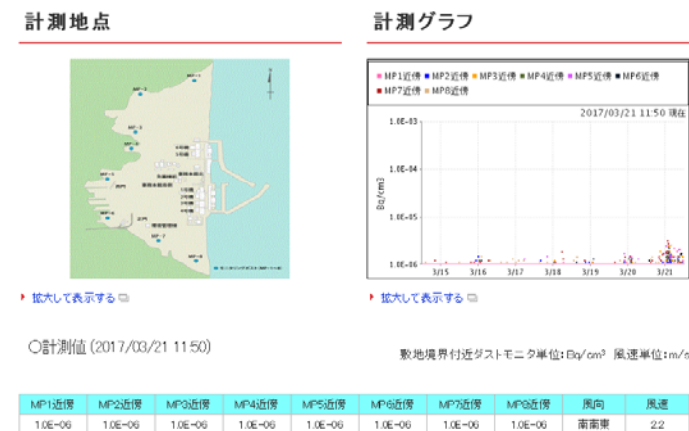 計測地点
計測グラフ
MP1近傍 MP2近傍 MP3近傍 MP4近傍 MP5近傍 MP6近傍
MP7近傍 MP8近傍
2017/03/21 11:50 現在
1.0E-03
1.0E-04
Bq/cm3
1.0E-05
1.0E-06
3/15 3/16 3/17 3/18 3/19 3/20 3/21
拡大して表示する
拡大して表示する
○計測値 (2017/03/21 11:50)
敷地境界付近ダストモニタ単位:Bq/cm³ 風速単位:m/s
MP1近傍 MP2近傍 MP3近傍 MP4近傍 MP5近傍 MP6近傍 MP7近傍 MP8近傍 風向 風速
1.0E-06 1.0E-06 1.0E-06 1.0E-06 1.0E-06 1.0E-06 1.0E-06 1.0E-06 南南東 2.2